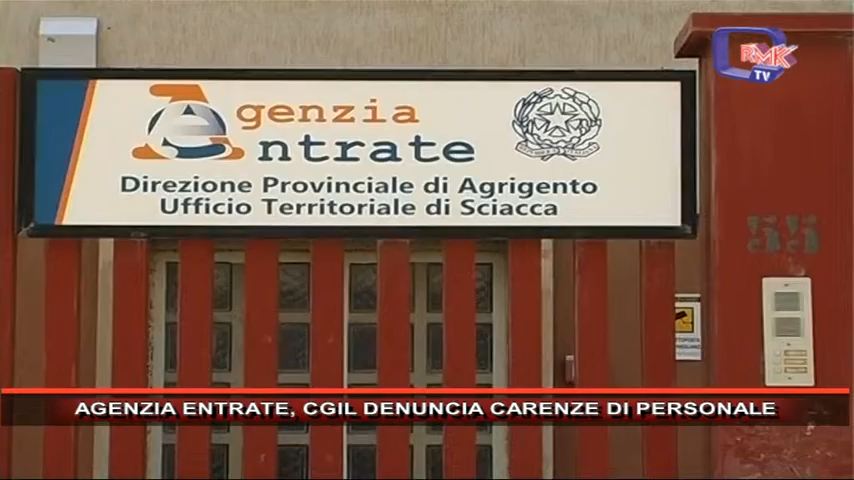 RMK
TV
Agenzia
Entrate
Direzione Provinciale di Agrigento
Ufficio Territoriale di Sciacca
55
AGENZIA ENTRATE, CGIL DENUNCIA CARENZE DI PERSONALE